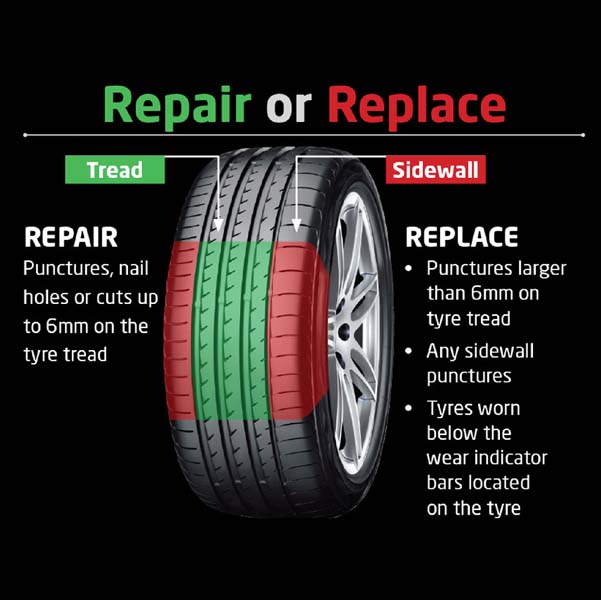 Repair or Replace
Tread
Sidewall
REPAIR
Punctures, nail
holes or cuts up
to 6mm on the
tyre tread
REPLACE
• Punctures larger
than 6mm on
tyre tread
• Any sidewall
punctures
• Tyres worn
below the
wear indicator
bars located
on the tyre